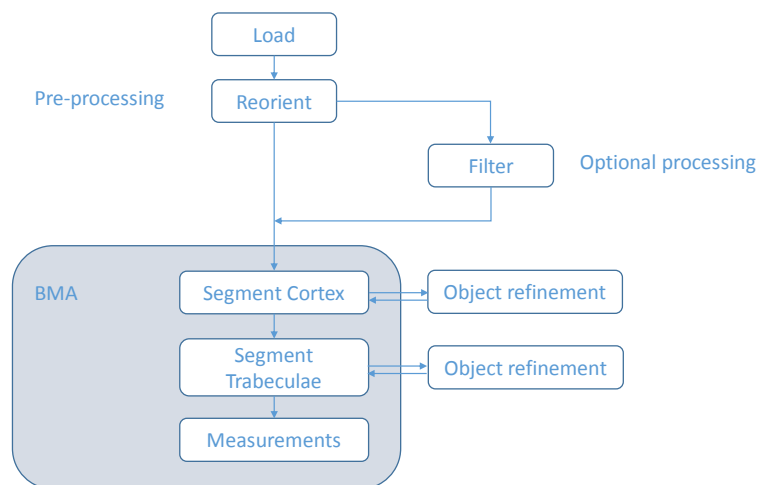 Load
Pre-processing
Reorient
Filter
Optional processing
BMA
Segment Cortex
Object refinement
Segment
Trabeculae
Object refinement
Measurements